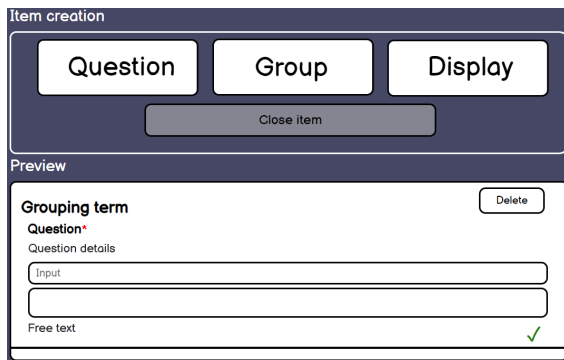 Item creation
Question Group Display
Close item
Preview
Delete
Grouping term
Question*
Question details
Input
Free text